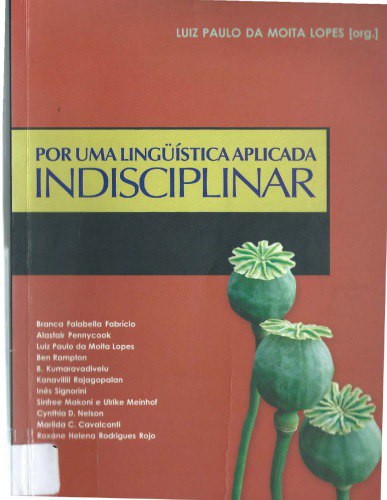 LUIZ PAULO DA MOITA LOPES [org.]
POR UMA LINGÜÍSTICA APLICADA
INDISCIPLINAR
Branca Falabella Fabrício
Alastair Pennycook
Luiz Paulo da Moita Lopes
Ben Rampton
B. Kumaravadivelu
Kanavillil Rajagopalan
Inês Signorini
Sinfree Makoni e Ulrike Meinhof
Cynthia D. Nelson
Marilda C. Cavalcanti
Roxane Helena Rodrigues Rojo